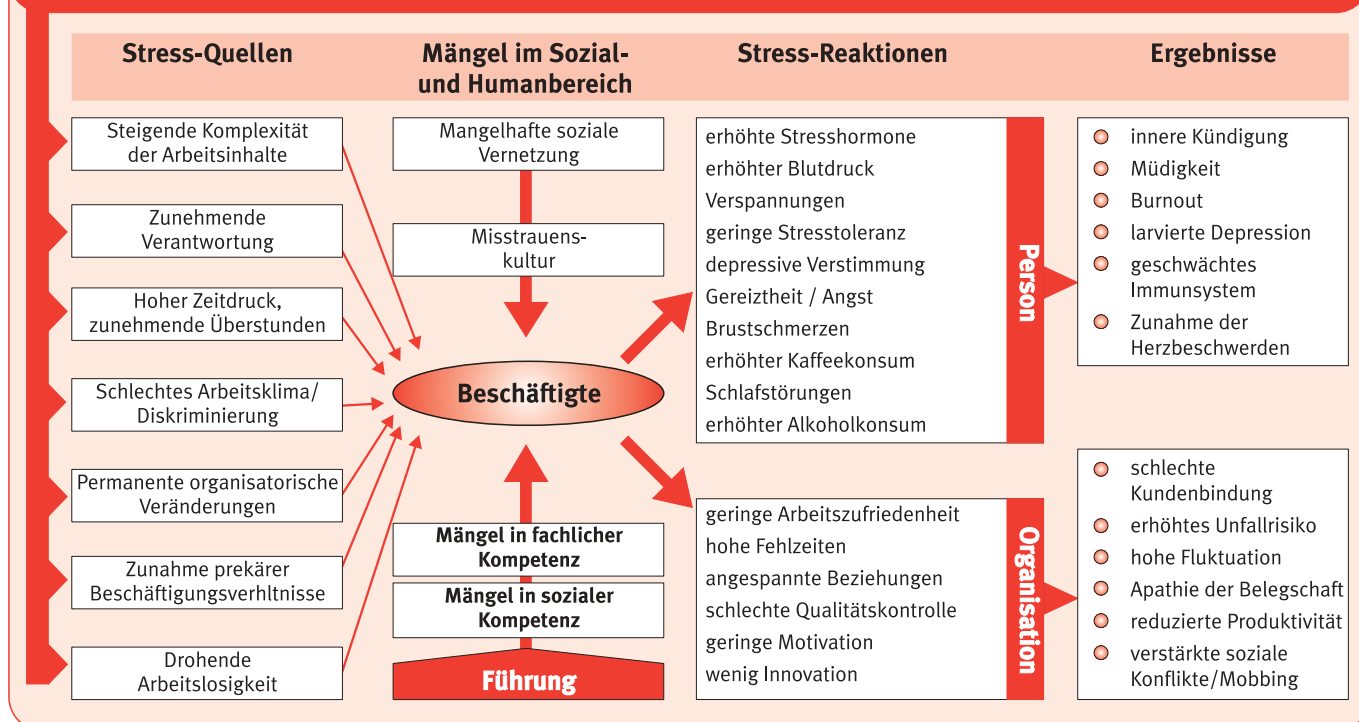 Stress-Quellen
Mängel im Sozial-
und Humanbereich
Stress-Reaktionen
Ergebnisse
Steigende Komplexität
der Arbeitsinhalte
Zunehmende
Verantwortung
Hoher Zeitdruck,
zunehmende Überstunden
Schlechtes Arbeitsklima/
Diskriminierung
Permanente organisatorische
Veränderungen
Zunahme prekärer
Beschäftigungsverhltnisse
Drohende
Arbeitslosigkeit
Mangelhafte soziale
Vernetzung
Misstrauens-
kultur
Beschäftigte
Mängel in fachlicher
Kompetenz
Mängel in sozialer
Kompetenz
Führung
erhöhte Stresshormone
erhöhter Blutdruck
Verspannungen
geringe Stresstoleranz
depressive Verstimmung
Gereiztheit / Angst
Brustschmerzen
erhöhter Kaffeekonsum
Schlafstörungen
erhöhter Alkoholkonsum
Person
geringe Arbeitszufriedenheit
hohe Fehlzeiten
angespannte Beziehungen
schlechte Qualitätskontrolle
geringe Motivation
wenig Innovation
Organisation
innere Kündigung
Müdigkeit
Burnout
larvierte Depression
geschwächtes
Immunsystem
Zunahme der
Herzbeschwerden
schlechte
Kundenbindung
erhöhtes Unfallrisiko
hohe Fluktuation
Apathie der Belegschaft
reduzierte Produktivität
verstärkte soziale
Konflikte/Mobbing